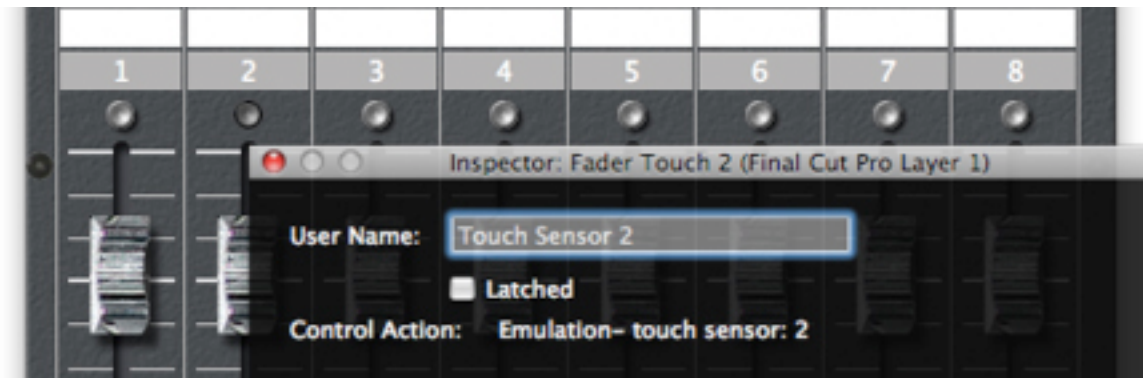 1 2 3 4 5 6 7 8
Inspector: Fader Touch 2 (Final Cut Pro Layer 1)
User Name: Touch Sensor 2
Latched
Control Action: Emulation- touch sensor: 2